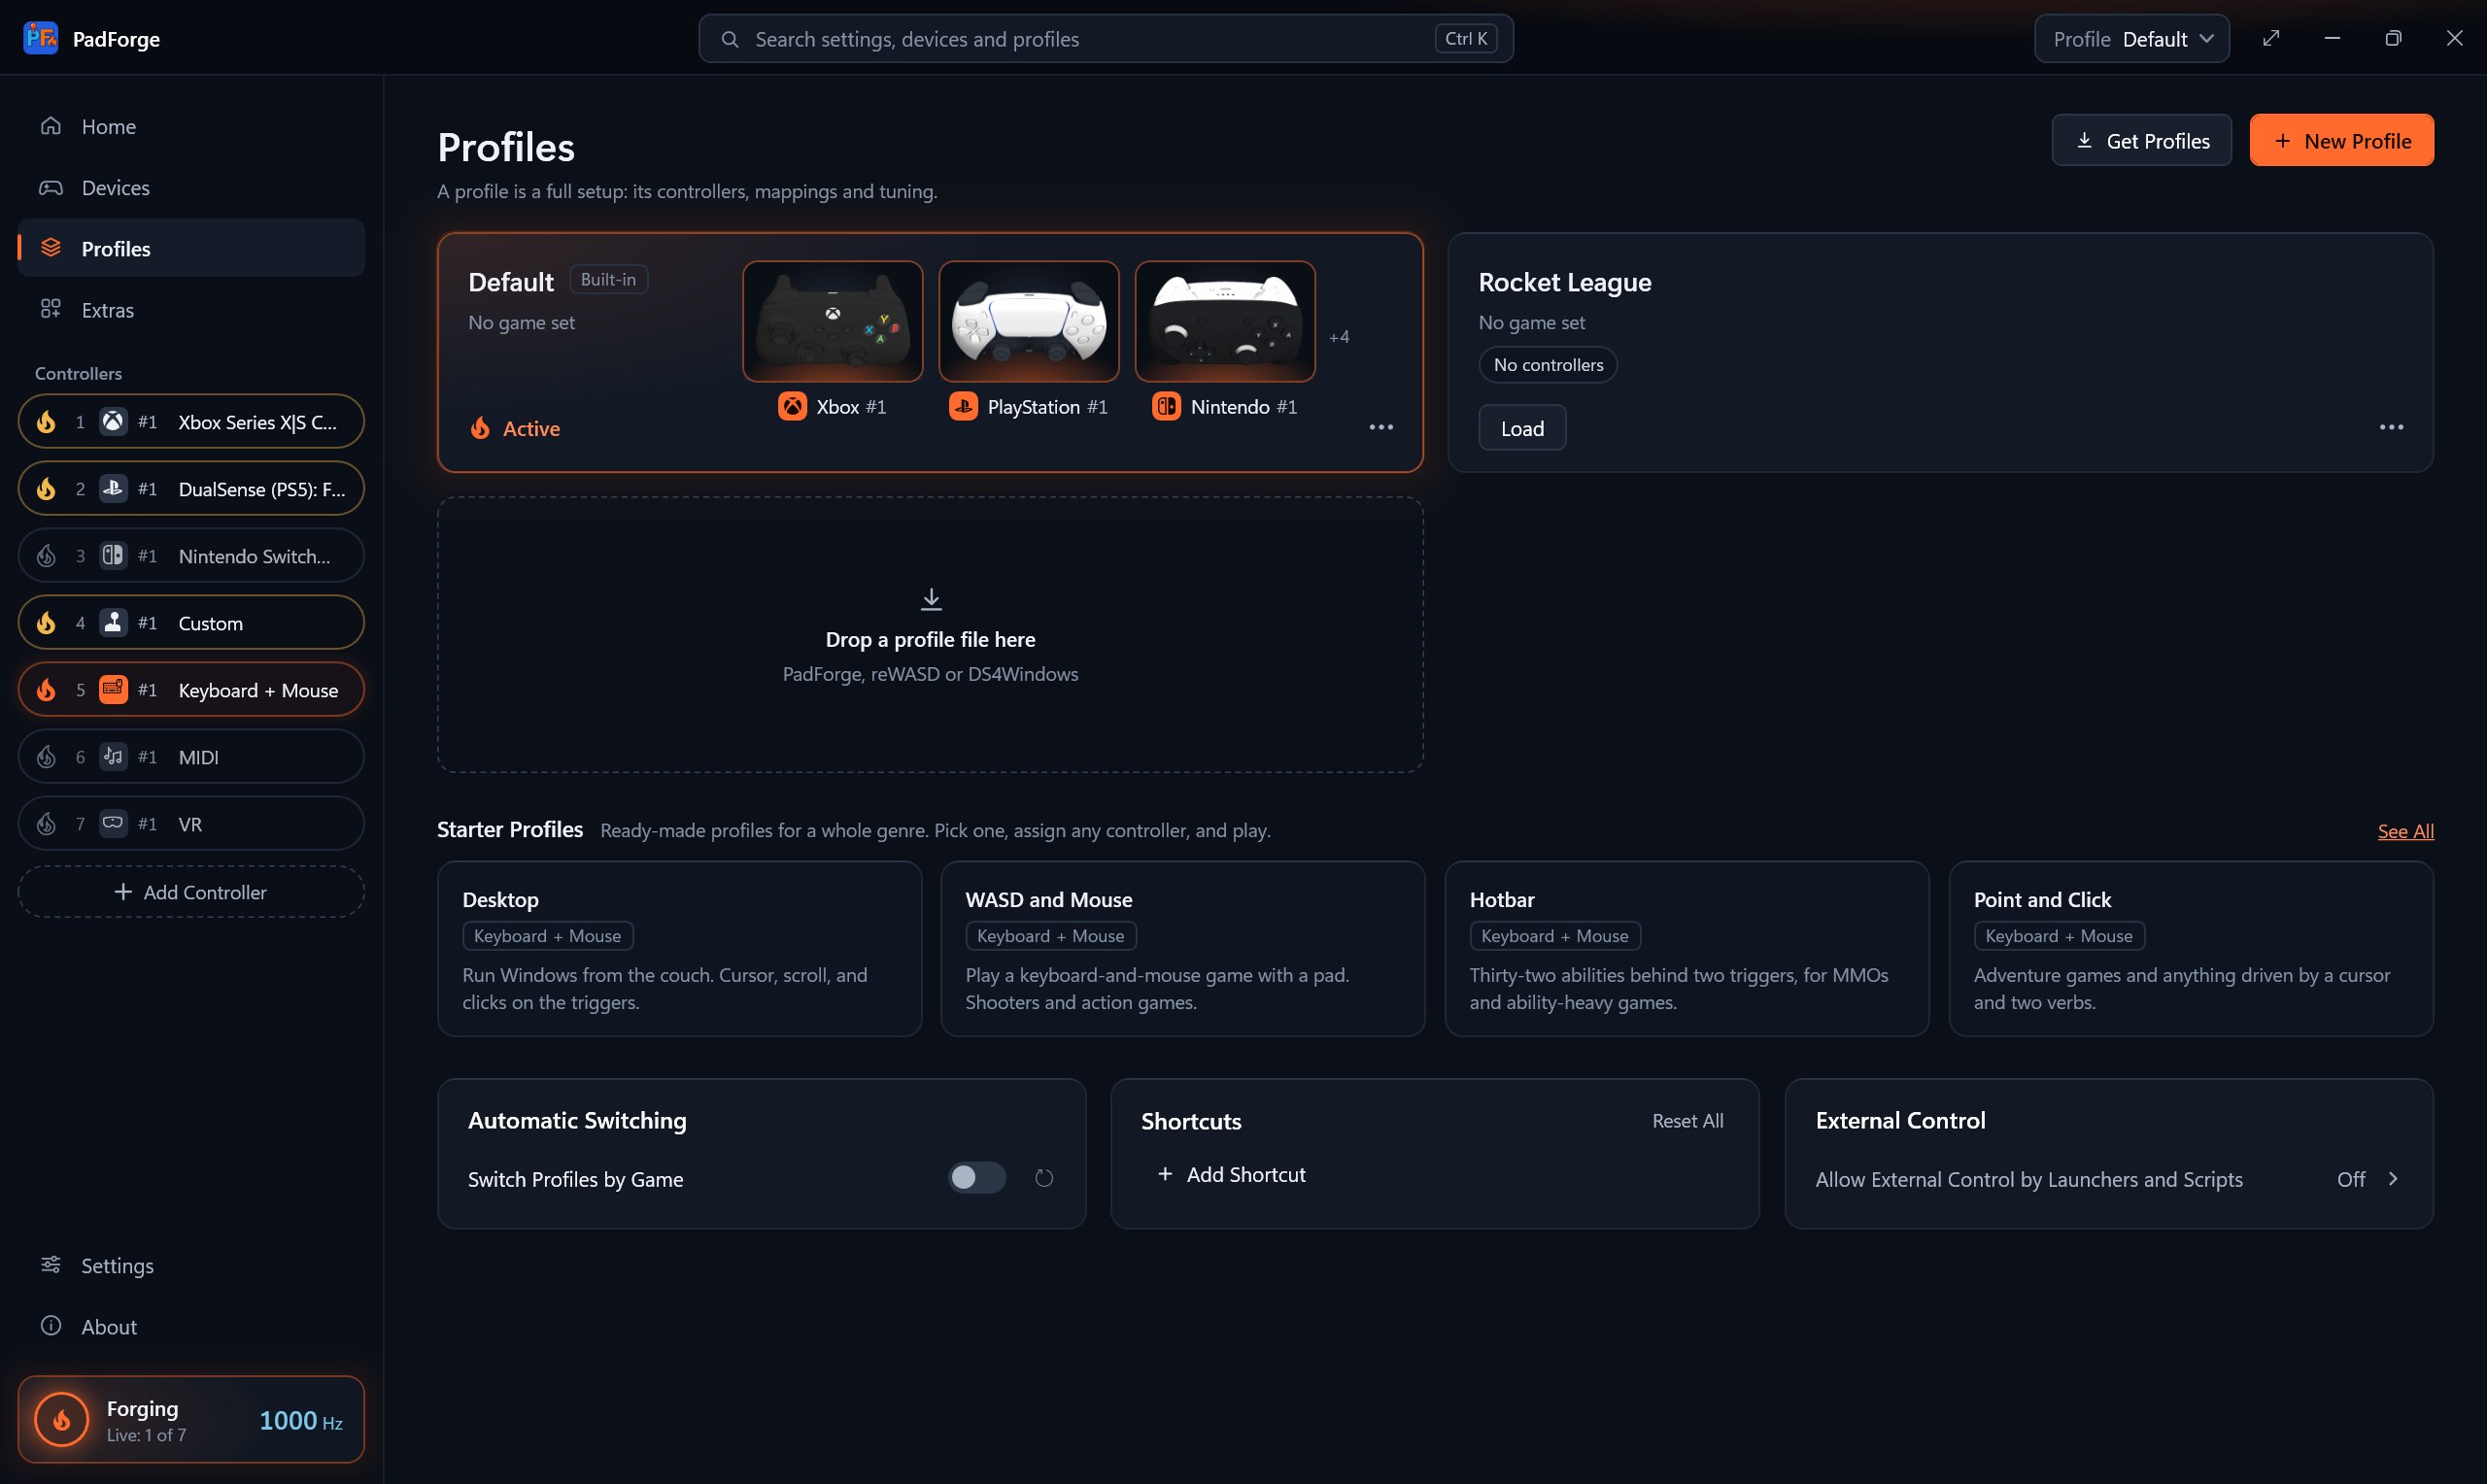 PadForge
Search settings, devices and profiles
Ctrl K
Profile Default
Home
Devices
Profiles
Extras
Controllers
1 #1 Xbox Series X|S C...
2 #1 DualSense (PS5): F...
3 #1 Nintendo Switch...
4 #1 Custom
5 #1 Keyboard + Mouse
6 #1 MIDI
7 #1 VR
+ Add Controller
Settings
About
Forging
Live: 1 of 7
1000 Hz
Profiles
A profile is a full setup: its controllers, mappings and tuning.
Get Profiles
+ New Profile
Default
Built-in
No game set
Active
Xbox #1
PlayStation #1
Nintendo #1
+4
Rocket League
No game set
No controllers
Load
Drop a profile file here
PadForge, reWASD or DS4Windows
Starter Profiles
Ready-made profiles for a whole genre. Pick one, assign any controller, and play.
See All
Desktop
Keyboard + Mouse
Run Windows from the couch. Cursor, scroll, and
clicks on the triggers.
WASD and Mouse
Keyboard + Mouse
Play a keyboard-and-mouse game with a pad.
Shooters and action games.
Hotbar
Keyboard + Mouse
Thirty-two abilities behind two triggers, for MMOs
and ability-heavy games.
Point and Click
Keyboard + Mouse
Adventure games and anything driven by a cursor
and two verbs.
Automatic Switching
Switch Profiles by Game
Shortcuts
Reset All
+ Add Shortcut
External Control
Allow External Control by Launchers and Scripts
Off